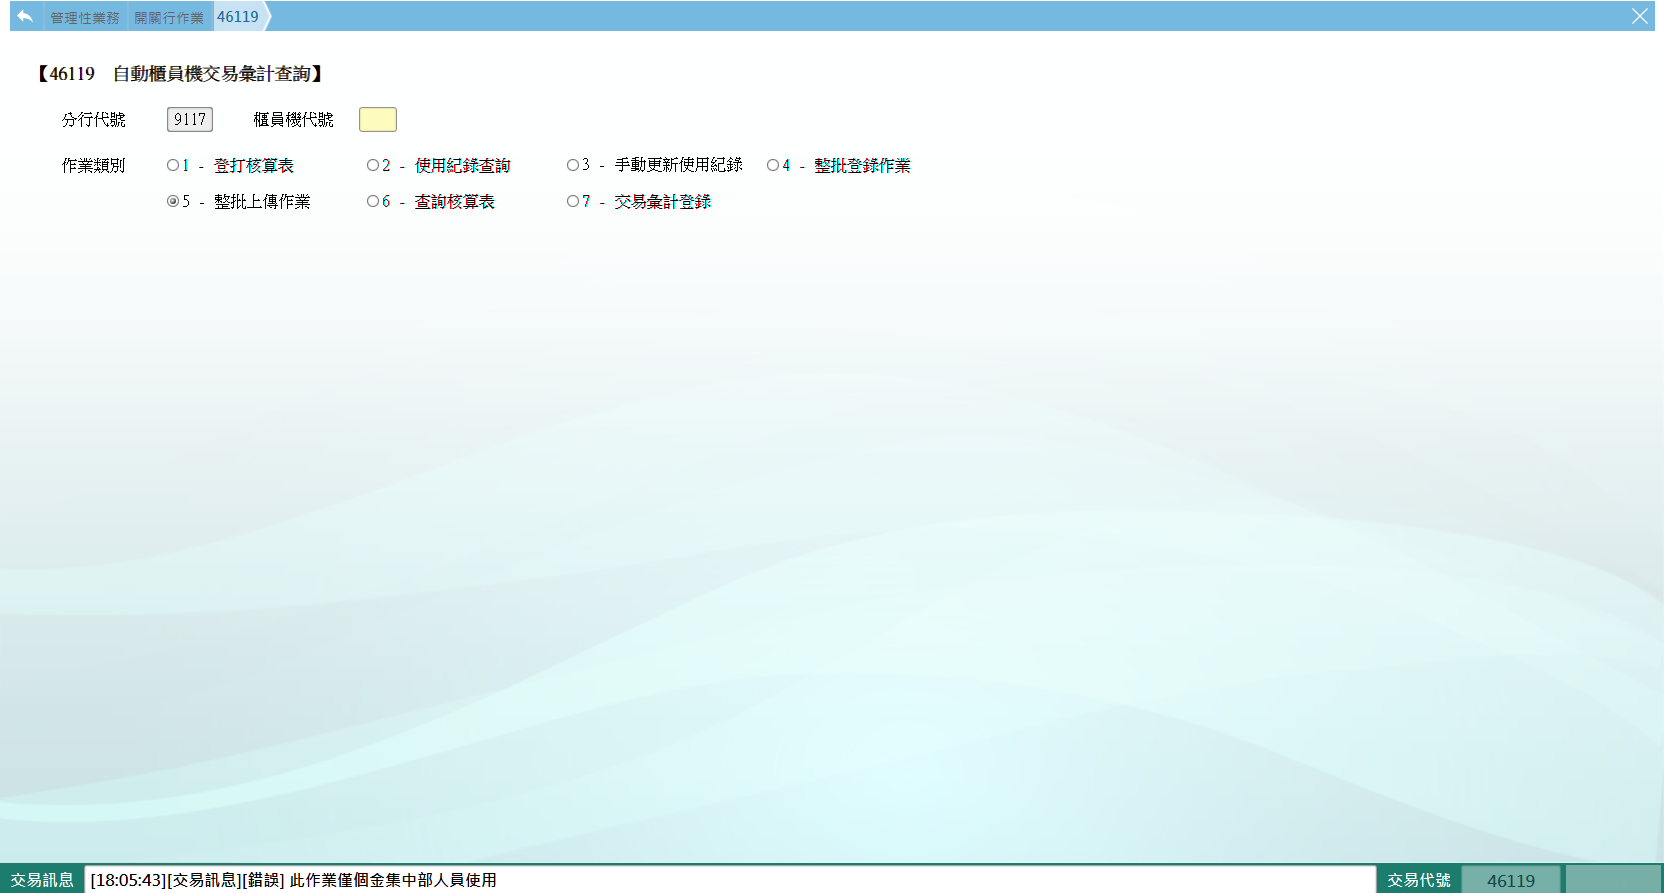 管理性業務 開關行作業 46119
【46119 自動櫃員機交易彙計查詢】
分行代號 9117 櫃員機代號
作業類別 1 - 登打核算表 2 - 使用紀錄查詢 3 - 手動更新使用紀錄 4 - 整批登錄作業
5 - 整批上傳作業 6 - 查詢核算表 7 - 交易彙計登錄
交易訊息 [18:05:43][交易訊息][錯誤] 此作業僅個金集中部人員使用 交易代號 46119